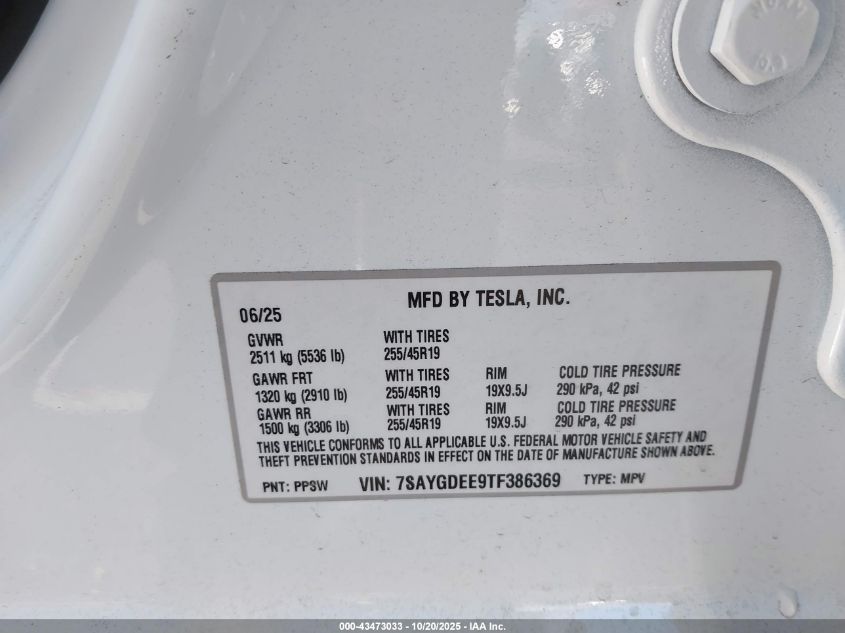 MFD BY TESLA, INC.
06/25
GVWR WITH TIRES
2511 kg (5536 lb) 255/45R19
GAWR FRT WITH TIRES RIM COLD TIRE PRESSURE
1320 kg (2910 lb) 255/45R19 19X9.5J 290 kPa, 42 psi
GAWR RR WITH TIRES RIM COLD TIRE PRESSURE
1500 kg (3306 lb) 255/45R19 19X9.5J 290 kPa, 42 psi
THIS VEHICLE CONFORMS TO ALL APPLICABLE U.S. FEDERAL MOTOR VEHICLE SAFETY AND
THEFT PREVENTION STANDARDS IN EFFECT ON THE DATE OF MANUFACTURE SHOWN ABOVE.
PNT: PPSW VIN: 7SAYGDEE9TF386369 TYPE: MPV
000-43473033 - 10/20/2025 - IAA Inc.